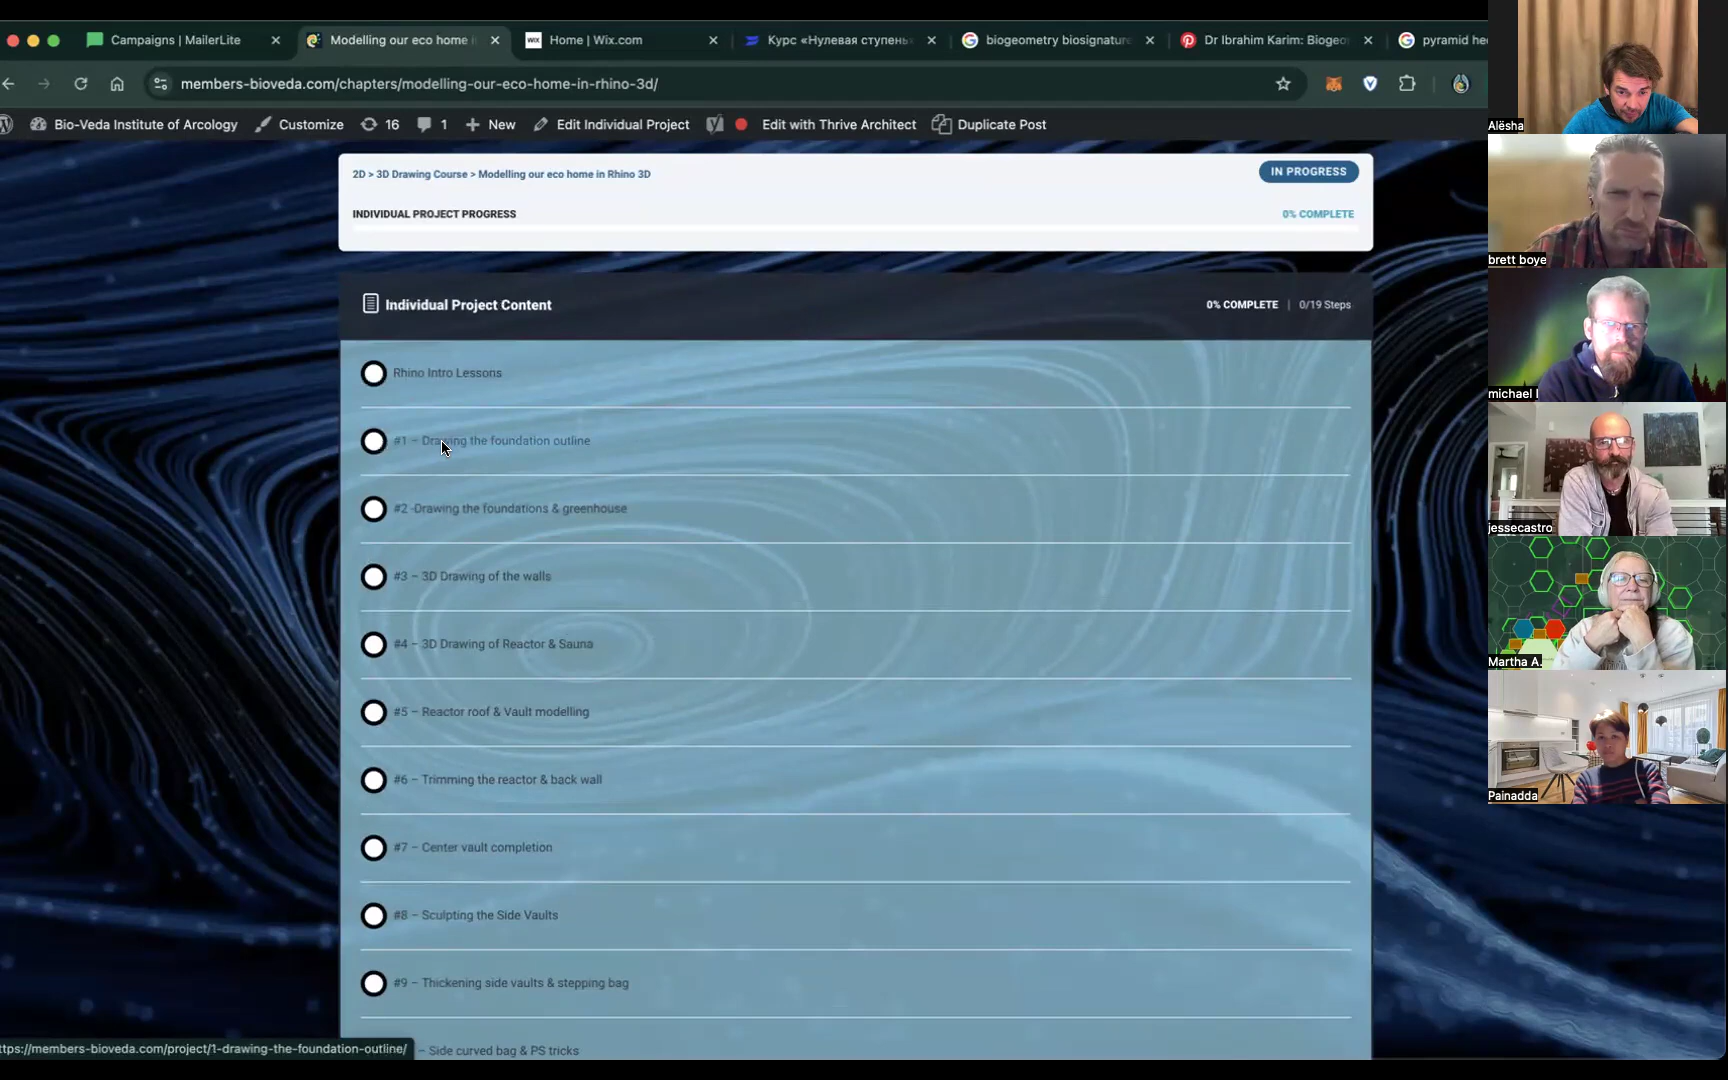 Campaigns | MailerLite
Modelling our eco home i
WiX
Home | Wix.com
Курс «Нулевая ступень
biogeometry biosignature
Dr Ibrahim Karim: Biogeo
pyramid he
members-bioveda.com/chapters/modelling-our-eco-home-in-rhino-3d/
Bio-Veda Institute of Arcology
Customize
16
1
New
Edit Individual Project
Edit with Thrive Architect
Duplicate Post
2D > 3D Drawing Course > Modelling our eco home in Rhino 3D
IN PROGRESS
INDIVIDUAL PROJECT PROGRESS
0% COMPLETE
Individual Project Content
0% COMPLETE | 0/19 Steps
Rhino Intro Lessons
#1 – Drawing the foundation outline
#2 -Drawing the foundations & greenhouse
#3 – 3D Drawing of the walls
#4 – 3D Drawing of Reactor & Sauna
#5 – Reactor roof & Vault modelling
#6 – Trimming the reactor & back wall
#7 – Center vault completion
#8 – Sculpting the Side Vaults
#9 – Thickening side vaults & stepping bag
– Side curved bag & PS tricks
ttps://members-bioveda.com/project/1-drawing-the-foundation-outline/
Alësha
brett boye
michael l
jessecastro
Martha A.
Painadda